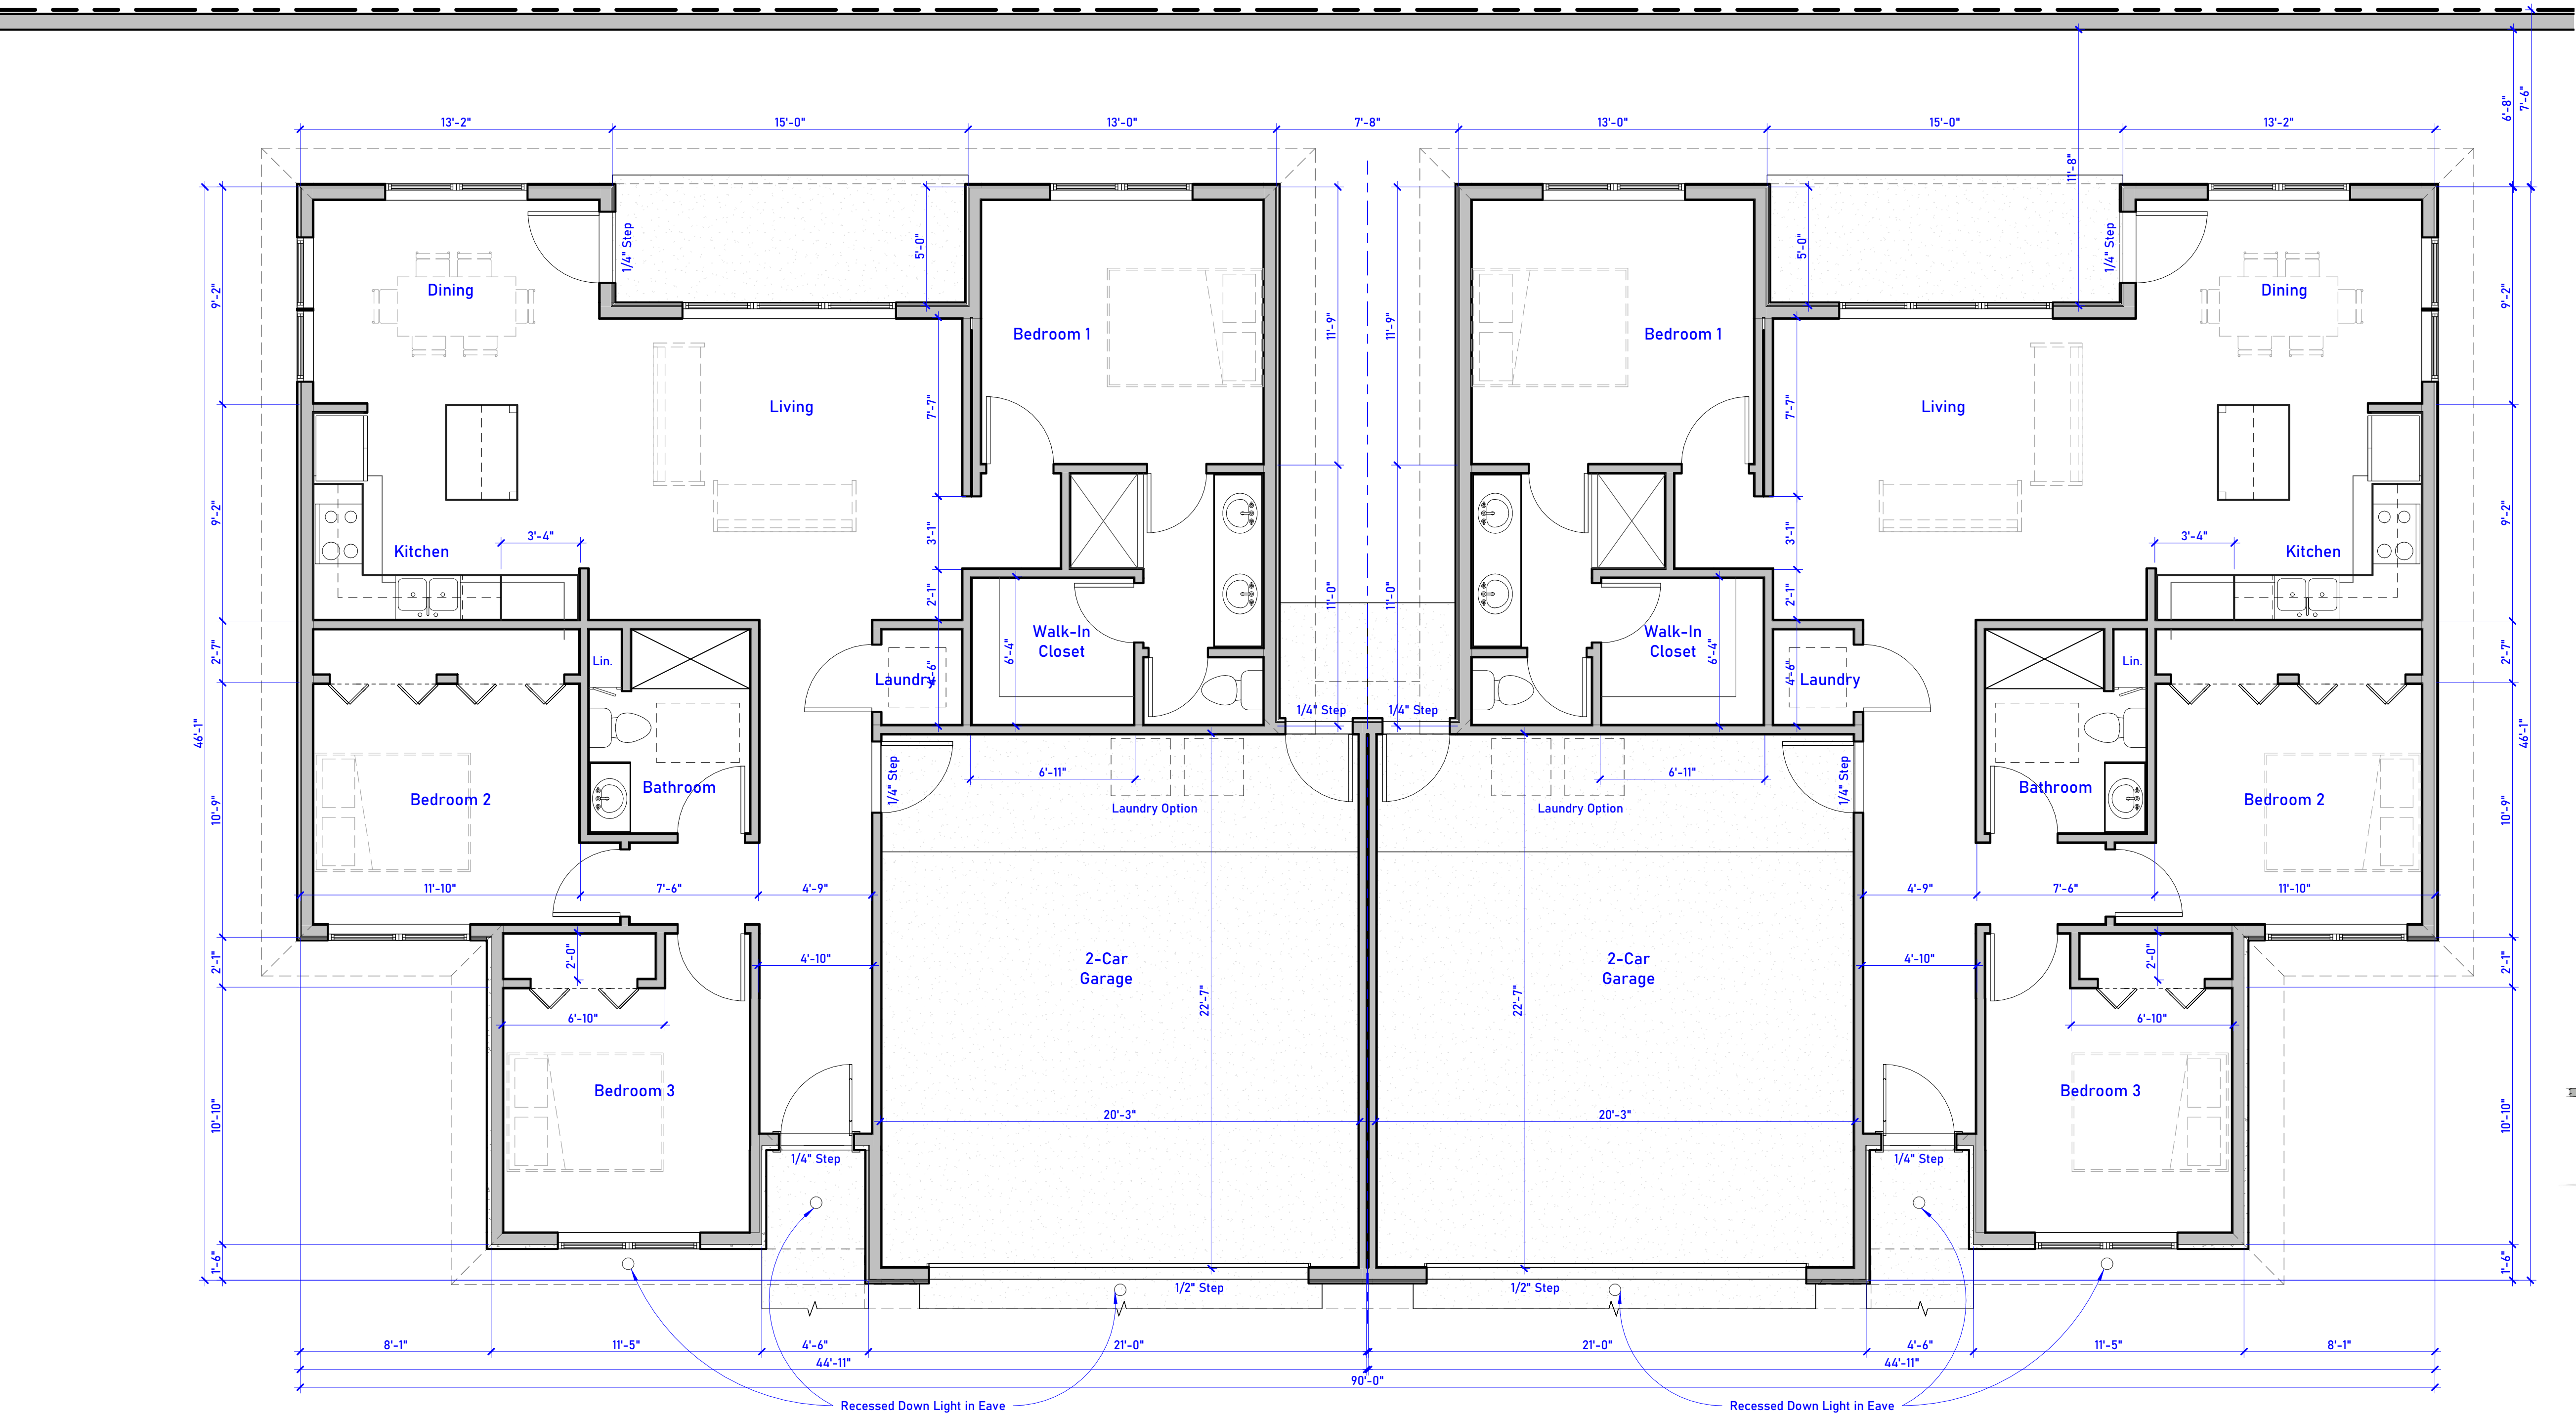 7'-6"
6'-8"
13'-2"
15'-0"
13'-0"
7'-8"
13'-0"
15'-0"
13'-2"
11'-8"
1/4" Step
5'-0"
5'-0"
1/4" Step
9'-2"
Dining
Dining
9'-2"
Bedroom 1
11'-9"
11'-9"
Bedroom 1
Living
7'-7"
7'-7"
Living
9'-2"
3'-4"
3'-1"
3'-1"
3'-4"
9'-2"
Kitchen
Kitchen
2'-1"
11'-0"
11'-0"
2'-1"
Walk-In
Closet
Walk-In
Closet
2'-7"
Lin.
6'-4"
6'-4"
Lin.
2'-7"
Laundry
4'-6"
4'-6"
Laundry
1/4" Step
1/4" Step
46'-1"
46'-1"
6'-11"
6'-11"
1/4" Step
1/4" Step
Bathroom
Bathroom
10'-9"
Bedroom 2
Laundry Option
Laundry Option
Bedroom 2
10'-9"
11'-10"
7'-6"
4'-9"
4'-9"
7'-6"
11'-10"
2'-1"
2'-0"
4'-10"
2-Car
Garage
2-Car
Garage
4'-10"
2'-0"
2'-1"
22'-7"
22'-7"
6'-10"
6'-10"
10'-10"
Bedroom 3
20'-3"
20'-3"
Bedroom 3
10'-10"
1/4" Step
1/4" Step
1'-6"
1/2" Step
1/2" Step
1'-6"
8'-1"
11'-5"
4'-6"
21'-0"
21'-0"
4'-6"
11'-5"
8'-1"
44'-11"
44'-11"
90'-0"
Recessed Down Light in Eave
Recessed Down Light in Eave